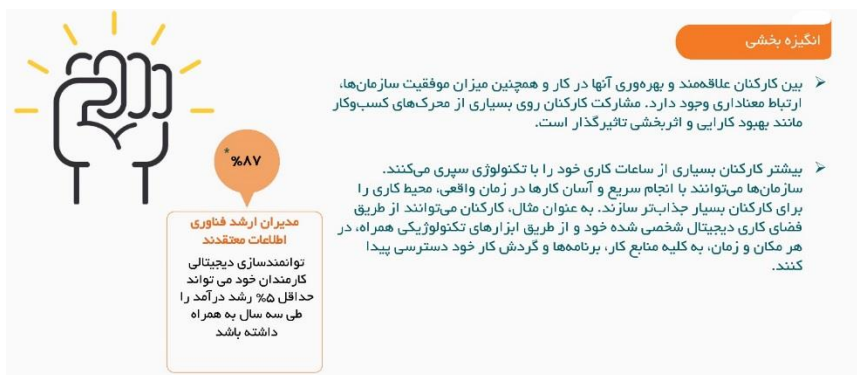 انگیزه بخشی
بین کارکنان علاقه‌مند و بهره‌وری آنها در کار و همچنین میزان موفقیت سازمان‌ها،
ارتباط معناداری وجود دارد. مشارکت کارکنان روی بسیاری از محرک‌های کسب‌وکار
مانند بهبود کارایی و اثربخشی تاثیرگذار است.
بیشتر کارکنان بسیاری از ساعات کاری خود را با تکنولوژی سپری می‌کنند.
سازمان‌ها می‌توانند با انجام سریع و آسان کارها در زمان واقعی، محیط کاری را
برای کارکنان بسیار جذاب‌تر سازند. به عنوان مثال، کارکنان می‌توانند از طریق
فضای کاری دیجیتال شخصی شده خود و از طریق ابزارهای تکنولوژیکی همراه، در
هر مکان و زمان، به کلیه منابع کار، برنامه‌ها و گردش کار خود دسترسی پیدا
کنند.
%۸۷*
مدیران ارشد فناوری
اطلاعات معتقدند
توانمندسازی دیجیتالی
کارمندان خود می تواند
حداقل ۵% رشد درآمد را
طی سه سال به همراه
داشته باشد